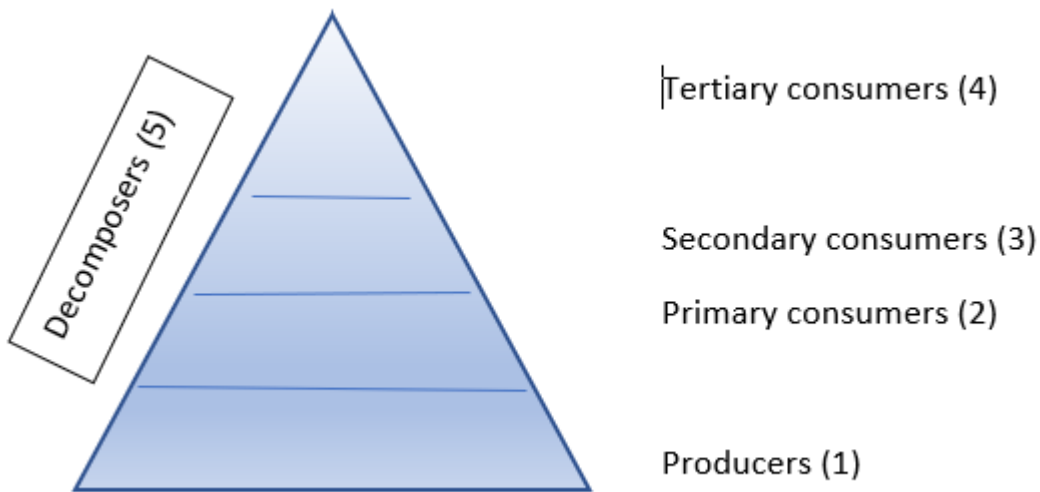 Tertiary consumers (4)
Decomposers (5)
Secondary consumers (3)
Primary consumers (2)
Producers (1)